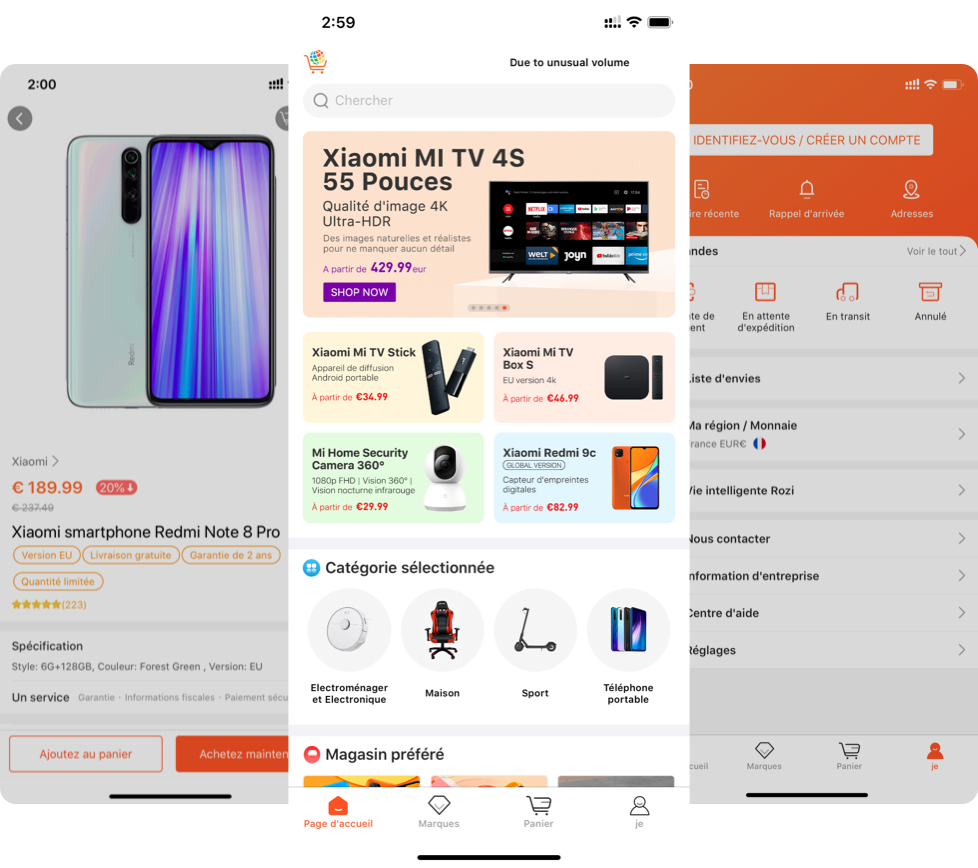 2:00
Redmi
Xiaomi
€ 189.99 20%
€ 237.49
Xiaomi smartphone Redmi Note 8 Pro
Version EU Livraison gratuite Garantie de 2 ans
Quantité limitée
(223)
Spécification
Style: 6G+128GB, Couleur: Forest Green , Version: EU
Un service Garantie · Informations fiscales · Paiement sécu
Ajoutez au panier Achetez mainten
2:59
Due to unusual volume
Chercher
Xiaomi MI TV 4S
55 Pouces
Qualité d'image 4K
Ultra-HDR
Des images naturelles et réalistes
pour ne manquer aucun détail
A partir de 429.99eur
SHOP NOW
NETFLIX
WELT joyn
Xiaomi Mi TV Stick
Appareil de diffusion
Android portable
À partir de €34.99
Xiaomi Mi TV
Box S
EU version 4k
À partir de €46.99
Mi Home Security
Camera 360°
1080p FHD | Vision 360° |
Vision nocturne infrarouge
À partir de €29.99
Xiaomi Redmi 9c
GLOBAL VERSION
Capteur d'empreintes
digitales
À partir de €82.99
Catégorie sélectionnée
Electroménager
et Electronique
Maison
Sport
Téléphone
portable
Magasin préféré
Page d'accueil Marques Panier je
IDENTIFIEZ-VOUS / CRÉER UN COMPTE
ire récente Rappel d'arrivée Adresses
ndes Voir le tout
te de
ent
En attente
d'expédition
En transit
Annulé
Liste d'envies
Ma région / Monnaie
France EUR€
Vie intelligente Rozi
Nous contacter
Information d'entreprise
Centre d'aide
Réglages
cueil Marques Panier je